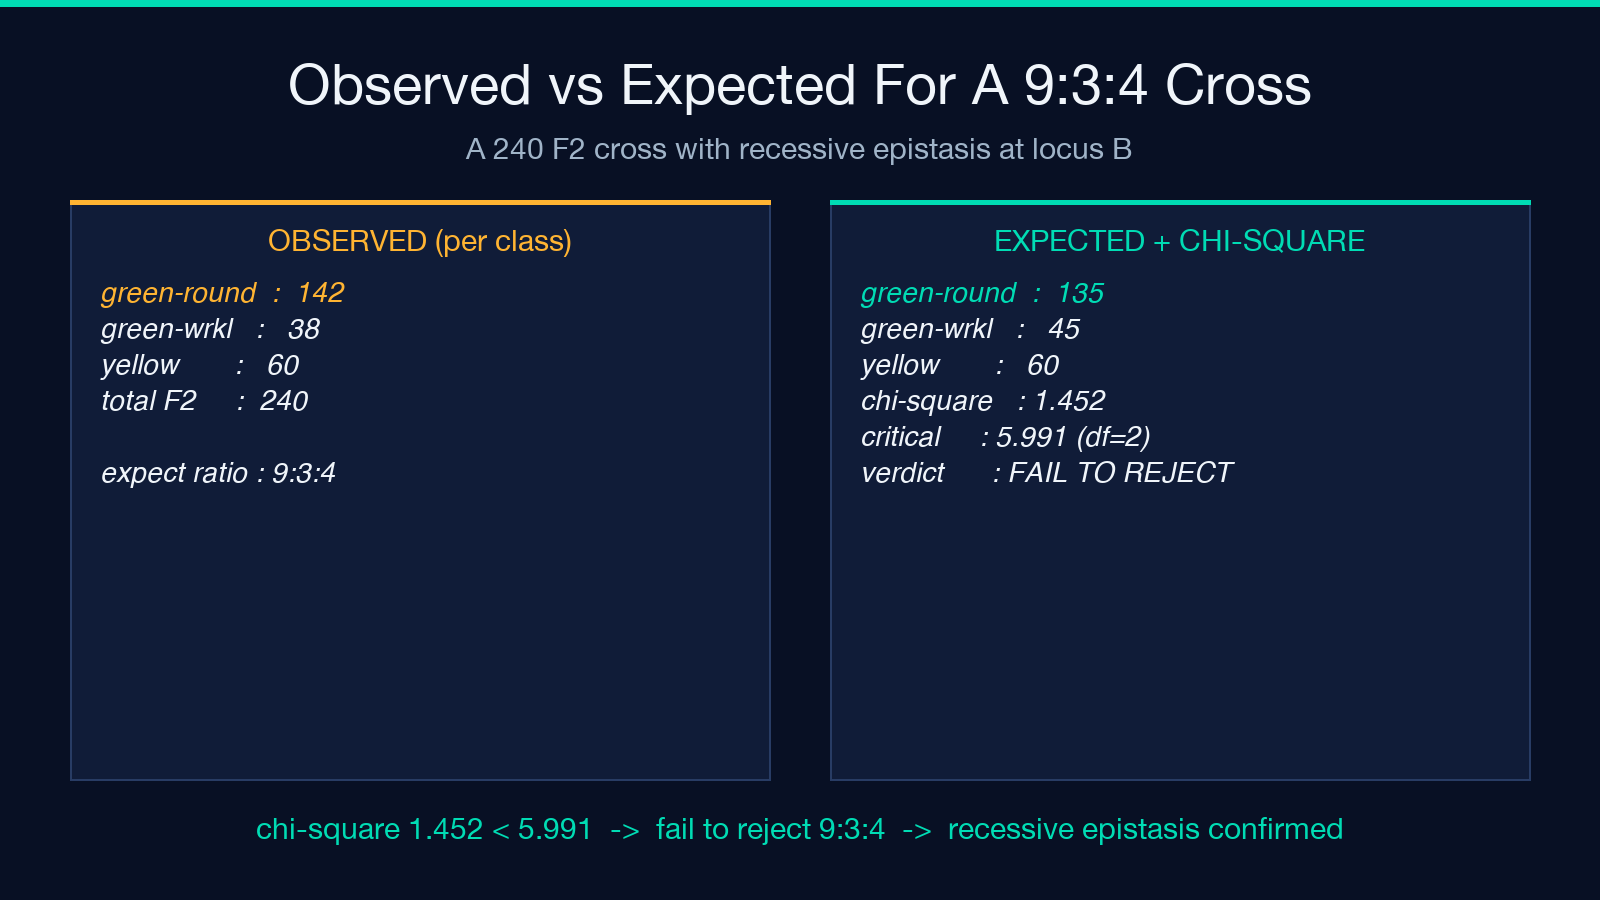 Observed vs Expected For A 9:3:4 Cross
A 240 F2 cross with recessive epistasis at locus B
OBSERVED (per class)
green-round : 142
green-wrkl : 38
yellow : 60
total F2 : 240
expect ratio : 9:3:4
EXPECTED + CHI-SQUARE
green-round : 135
green-wrkl : 45
yellow : 60
chi-square : 1.452
critical : 5.991 (df=2)
verdict : FAIL TO REJECT
chi-square 1.452 < 5.991 -> fail to reject 9:3:4 -> recessive epistasis confirmed